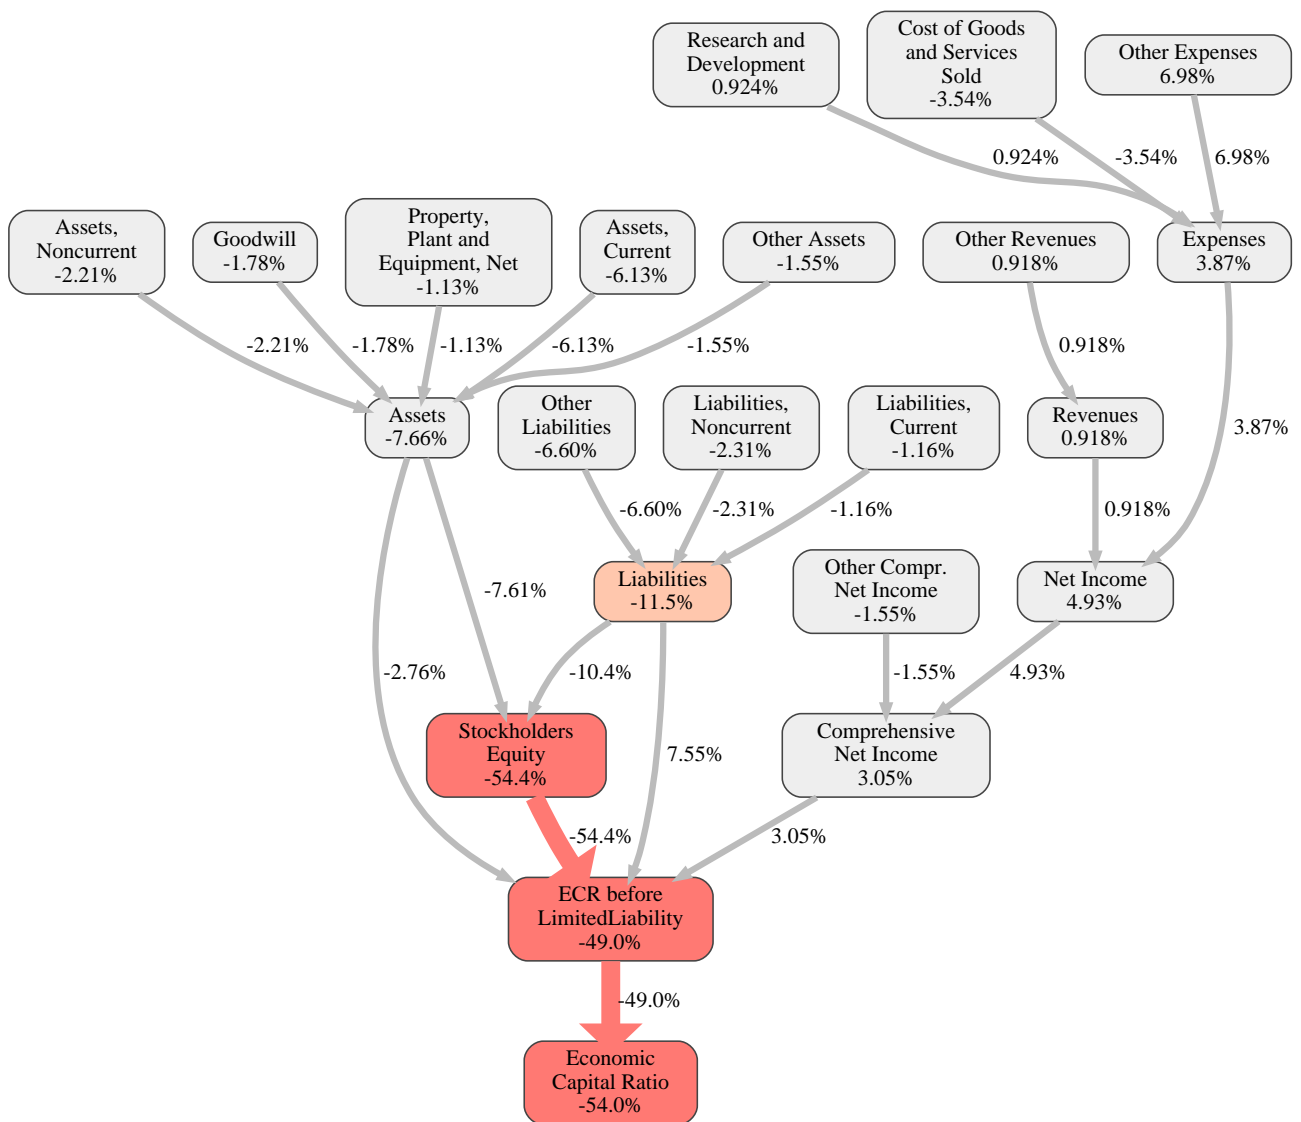 Research and
Development
0.924%
Cost of Goods
and Services
Sold
-3.54%
Other Expenses
6.98%
0.924%
-3.54%
6.98%
Assets,
Noncurrent
-2.21%
Goodwill
-1.78%
Property,
Plant and
Equipment, Net
-1.13%
Assets,
Current
-6.13%
Other Assets
-1.55%
Other Revenues
0.918%
Expenses
3.87%
-2.21%
-1.78%
-1.13%
-6.13%
-1.55%
0.918%
3.87%
Assets
-7.66%
Other
Liabilities
-6.60%
Liabilities,
Noncurrent
-2.31%
Liabilities,
Current
-1.16%
Revenues
0.918%
-6.60%
-2.31%
-1.16%
0.918%
-7.61%
Liabilities
-11.5%
Other Compr.
Net Income
-1.55%
Net Income
4.93%
-2.76%
-10.4%
-1.55%
4.93%
Stockholders
Equity
-54.4%
7.55%
Comprehensive
Net Income
3.05%
-54.4%
3.05%
ECR before
LimitedLiability
-49.0%
-49.0%
Economic
Capital Ratio
-54.0%